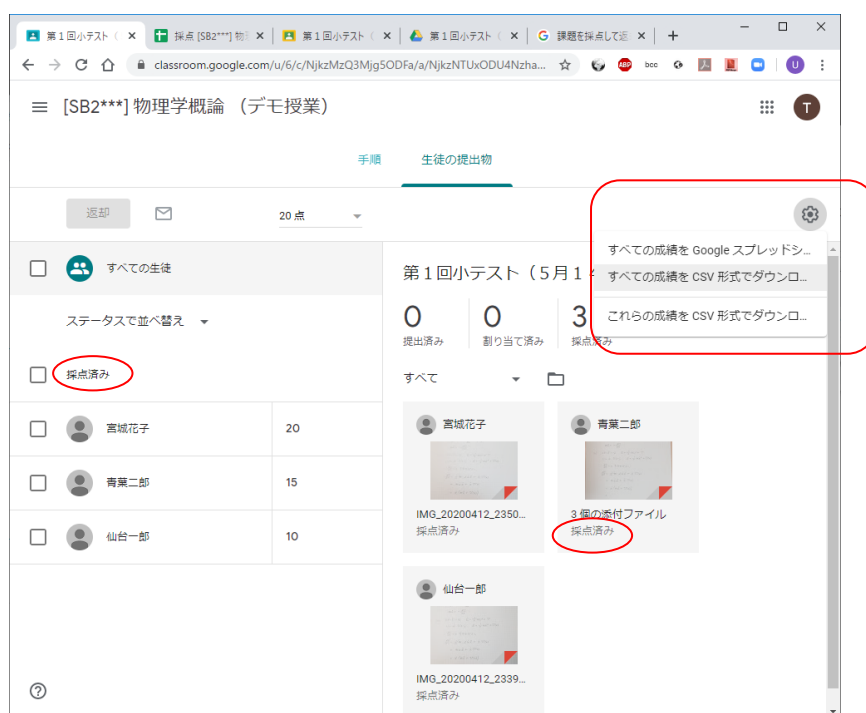 第１回小テスト（
採点 [SB2***] 物
第１回小テスト（
第１回小テスト（
課題を採点して返
classroom.google.com/u/6/c/NjkzMzQ3Mjg5ODFa/a/NjkzNTUxODU4Nzha...
ABP
bcc
U
[SB2***] 物理学概論 （デモ授業）
T
手順
生徒の提出物
返却
20 点
すべての成績を Google スプレッドシ...
すべての成績を CSV 形式でダウンロ...
これらの成績を CSV 形式でダウンロ...
すべての生徒
第１回小テスト（５月１
ステータスで並べ替え
0
提出済み
0
割り当て済み
3
採点済み
採点済み
すべて
宮城花子
20
青葉二郎
15
仙台一郎
10
宮城花子
IMG_20200412_2350...
採点済み
青葉二郎
3 個の添付ファイル
採点済み
仙台一郎
IMG_20200412_2339...
採点済み